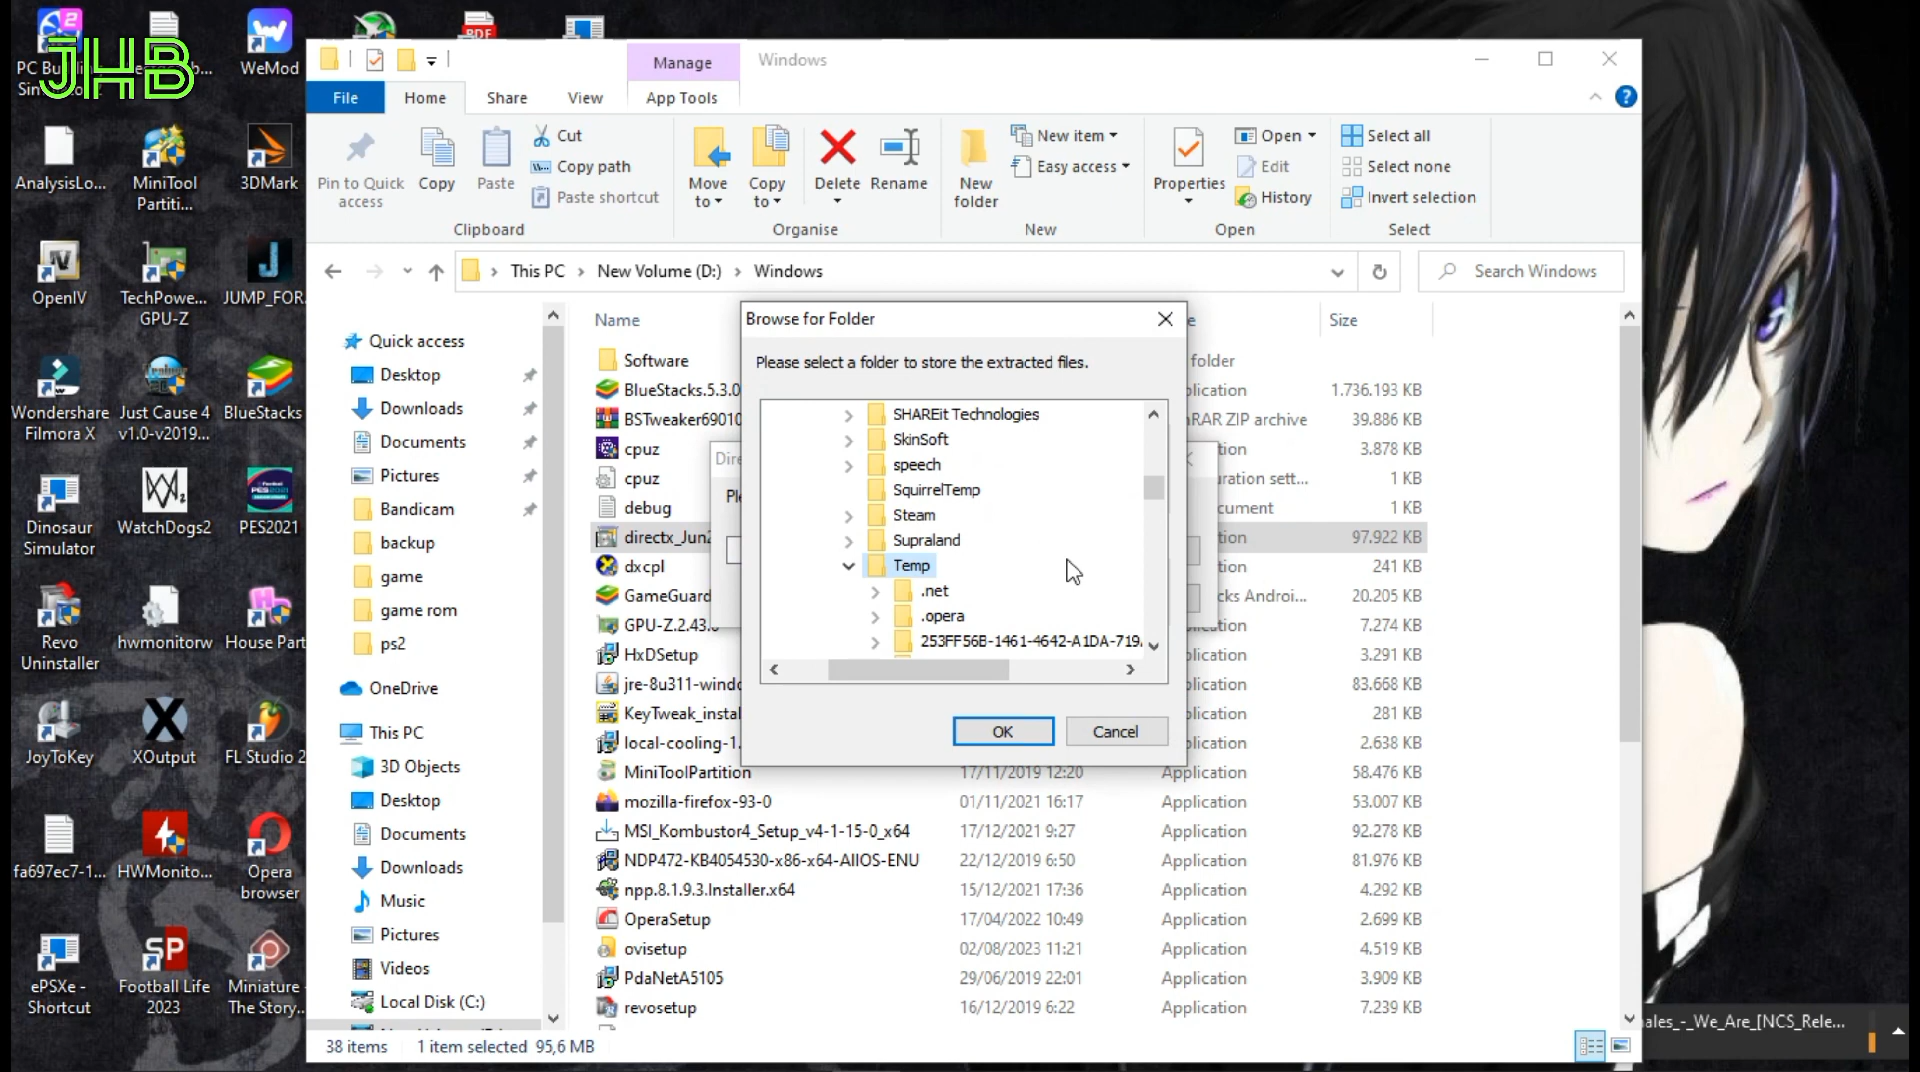 JHB
WeMod
AnalysisLo...
MiniTool
Partiti...
3DMark
OpenIV
TechPowe...
GPU-Z
JUMP_FOR.
Wondershare
Filmora X
Just Cause 4
v1.0-v2019...
BlueStacks
Dinosaur
Simulator
WatchDogs2
PES2021
Revo
Uninstaller
hwmonitorw
House Part
JoyToKey
XOutput
FL Studio 2
fa697ec7-1...
HWMonito...
Opera
browser
ePSXe -
Shortcut
Football Life
2023
Miniature
The Story...
PDF
Manage
Windows
File
Home
Share
View
App Tools
Pin to Quick
access
Copy
Paste
Cut
Copy path
Paste shortcut
Clipboard
Move
to
Copy
to
Delete
Rename
Organise
New
folder
New item
Easy access
New
Properties
Open
Edit
History
Open
Select all
Select none
Invert selection
Select
This PC > New Volume (D:) > Windows
Search Windows
Quick access
Desktop
Downloads
Documents
Pictures
Bandicam
backup
game
game rom
ps2
OneDrive
This PC
3D Objects
Desktop
Documents
Downloads
Music
Pictures
Videos
Local Disk (C:)
Name
Size
Software
folder
BlueStacks.5.3.0
ication
1.736.193 KB
BSTweaker69010
RAR ZIP archive
39.886 KB
cpuz
ication
3.878 KB
cpuz
uration sett...
1 KB
debug
cument
1 KB
directx_Jun2
tion
97.922 KB
dxcpl
tion
241 KB
GameGuard
cks Androi...
20.205 KB
GPU-Z.2.43.
tion
7.274 KB
HxDSetup
ication
3.291 KB
jre-8u311-windo
ication
83.668 KB
KeyTweak_instal
ication
281 KB
local-cooling-1.
ication
2.638 KB
MiniToolPartition
17/11/2019 12:20
Application
58.476 KB
mozilla-firefox-93-0
01/11/2021 16:17
Application
53.007 KB
MSI_Kombustor4_Setup_v4-1-15-0_x64
17/12/2021 9:27
Application
92.278 KB
NDP472-KB4054530-x86-x64-AllOS-ENU
22/12/2019 6:50
Application
81.976 KB
npp.8.1.9.3.Installer.x64
15/12/2021 17:36
Application
4.292 KB
OperaSetup
17/04/2022 10:49
Application
2.699 KB
ovisetup
02/08/2023 11:21
Application
4.519 KB
PdaNetA5105
29/06/2019 22:01
Application
3.909 KB
revosetup
16/12/2019 6:22
Application
7.239 KB
Browse for Folder
Please select a folder to store the extracted files.
SHAREit Technologies
SkinSoft
speech
SquirrelTemp
Steam
Supraland
Temp
.net
.opera
253FF56B-1461-4642-A1DA-719
OK
Cancel
Dire
Ple
38 items
1 item selected 95,6 MB
ales_-_We_Are_[NCS_Rele...